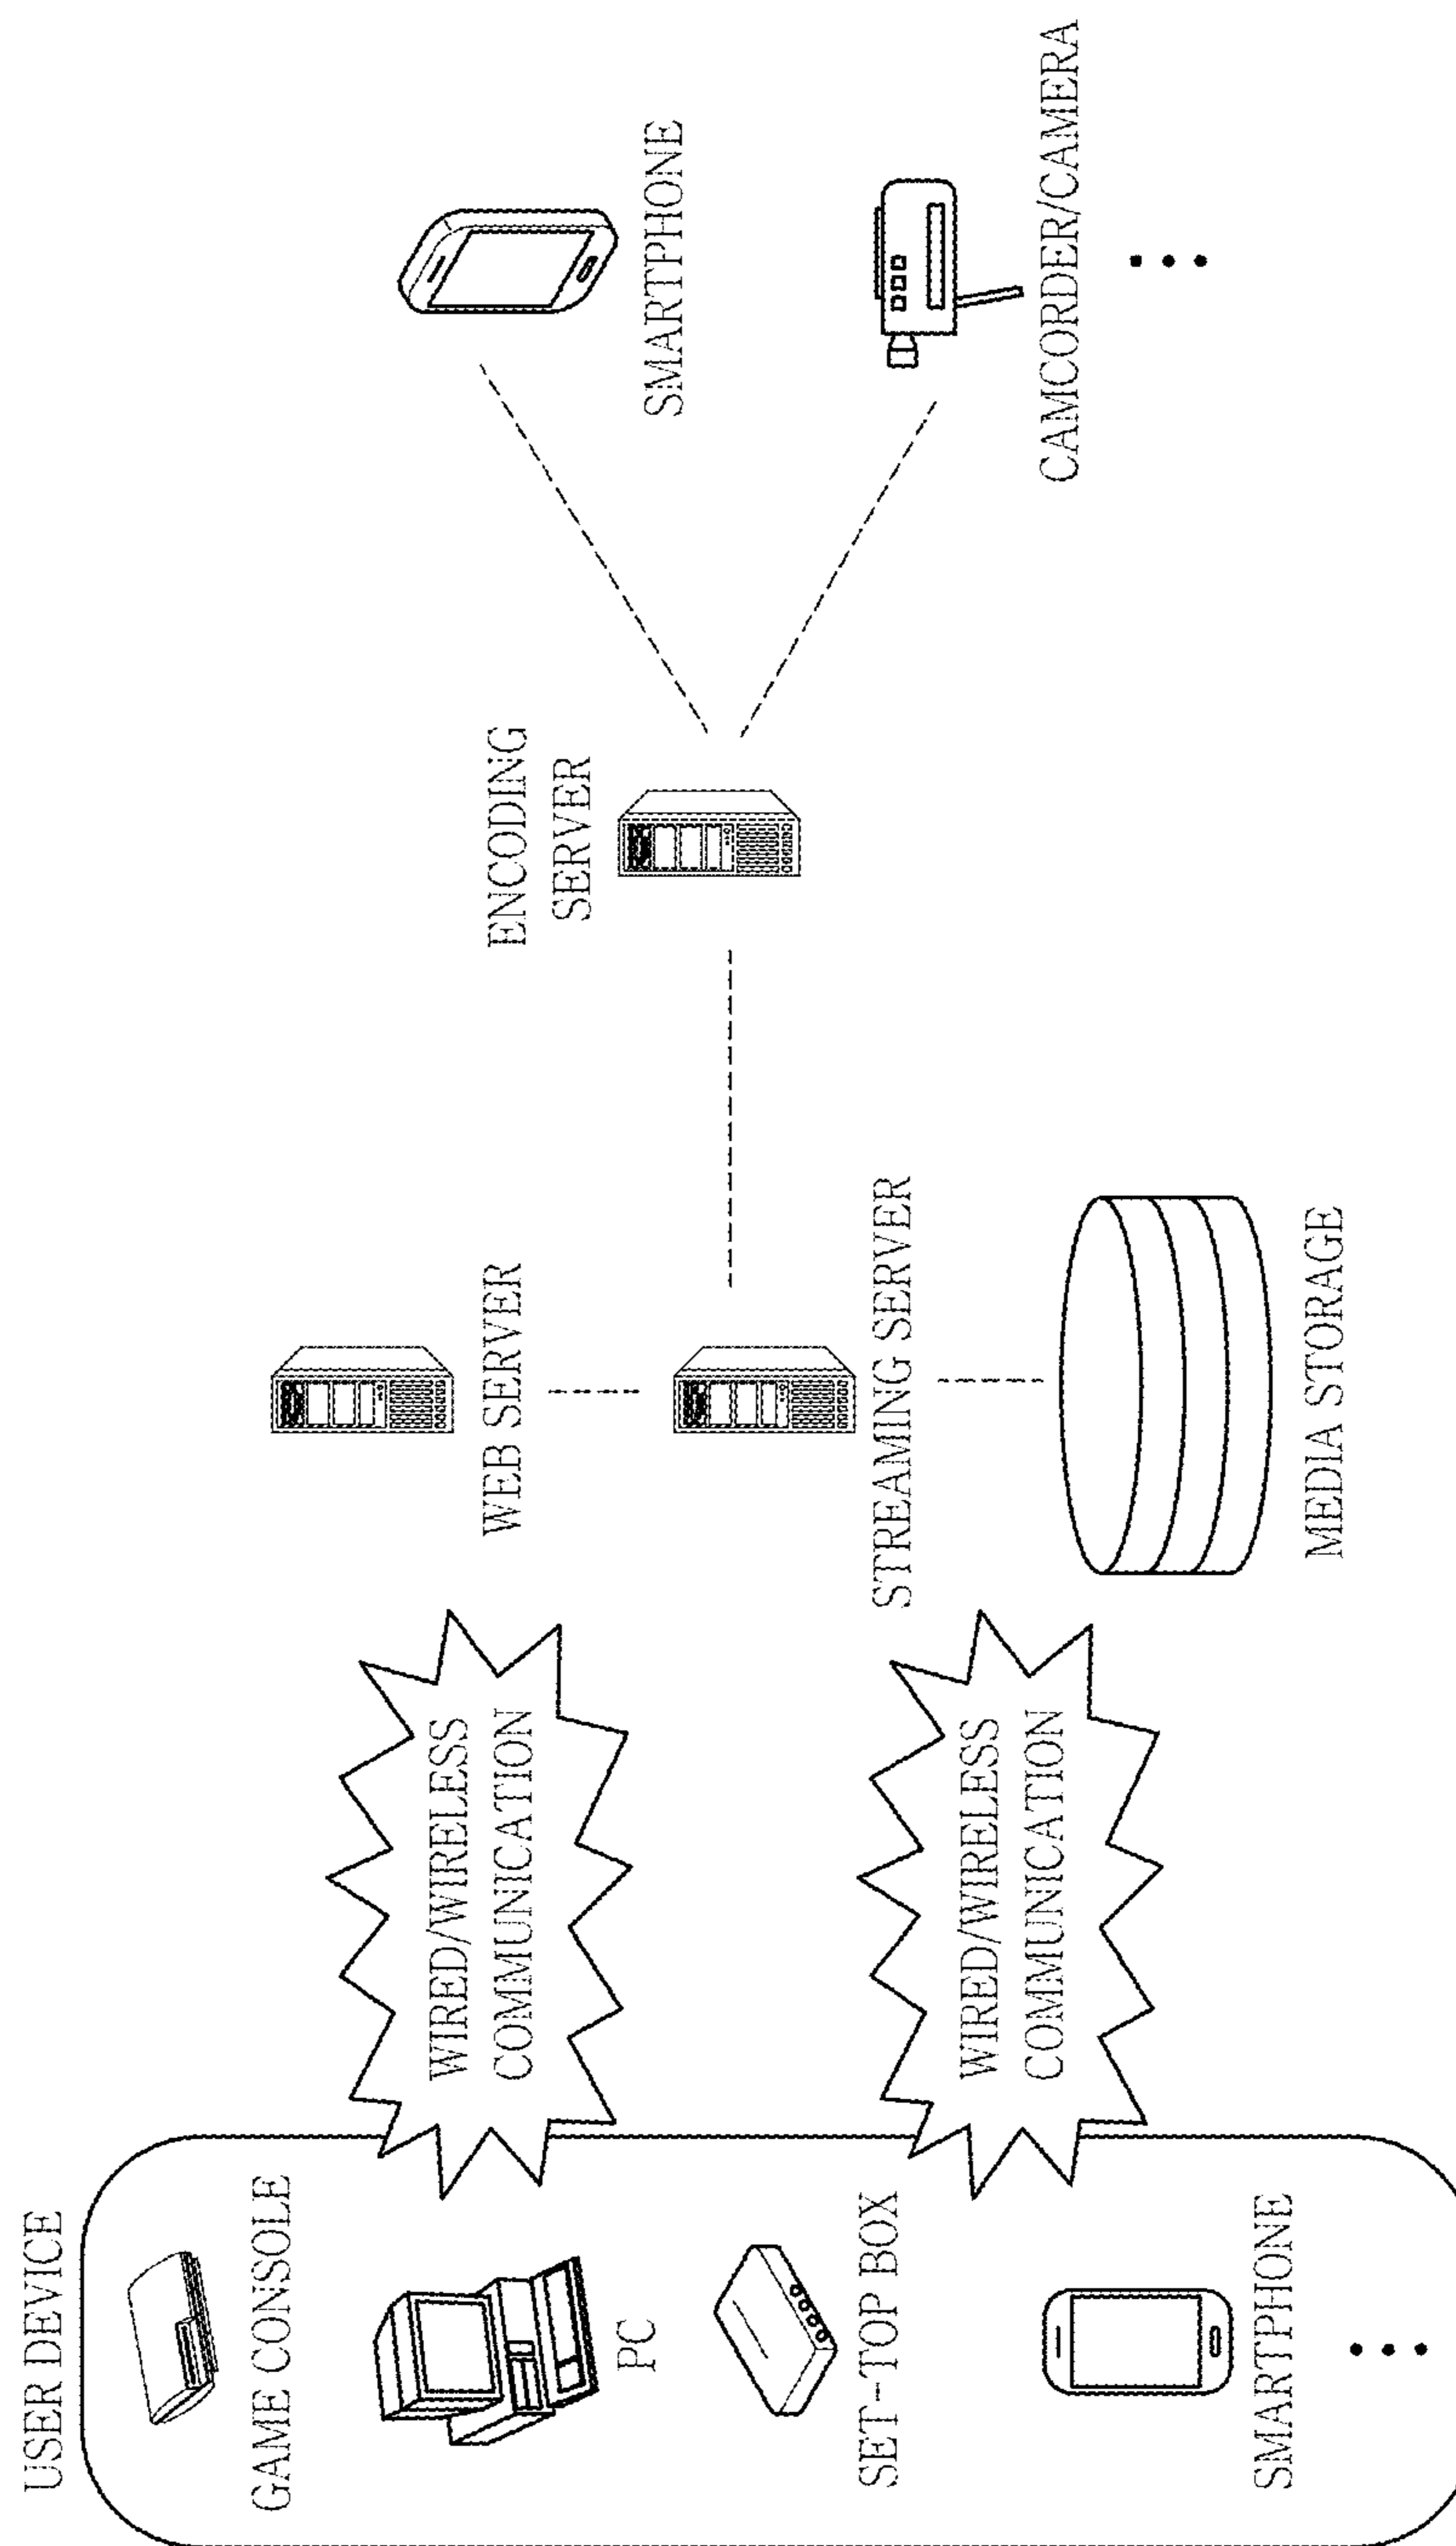 USER DEVICE
GAME CONSOLE
PC
SET-TOP BOX
SMARTPHONE
WIRED/WIRELESS
COMMUNICATION
WIRED/WIRELESS
COMMUNICATION
WEB SERVER
STREAMING SERVER
MEDIA STORAGE
ENCODING
SERVER
SMARTPHONE
CAMCORDER/CAMERA